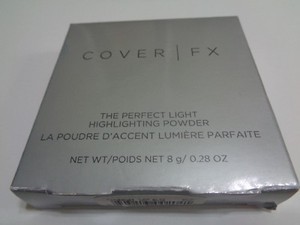 COVER | FX
THE PERFECT LIGHT
HIGHLIGHTING POWDER
LA POUDRE D'ACCENT LUMIÈRE PARFAITE
NET WT/POIDS NET 8 g/ 0.28 OZ